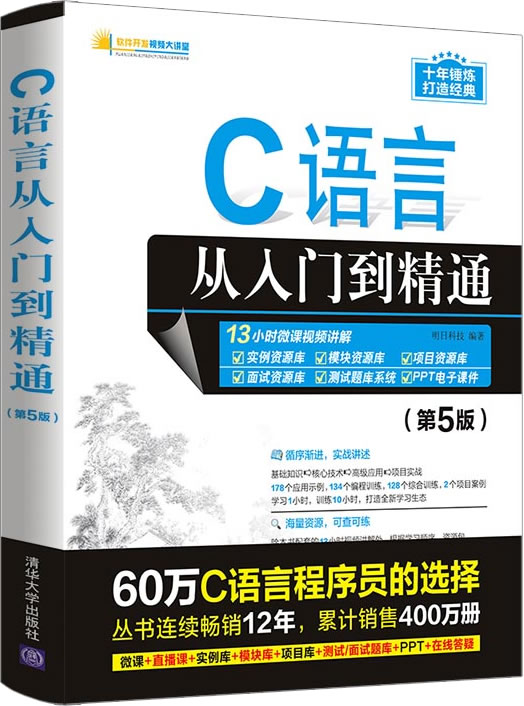 软件开发视频大讲堂
十年锤炼
打造经典
C语言
从入门到精通
13小时微课视频讲解
明日科技 编著
实例资源库 模块资源库 项目资源库
面试资源库 测试题库系统 PPT电子课件
(第5版)
循序渐进，实战讲述
基础知识 核心技术 高级应用 项目实战
178个应用示例，134个编程训练，128个综合训练，2个项目案例
学习1小时，训练10小时，打造全新学习生态
海量资源，可查可练
60万C语言程序员的选择
丛书连续畅销12年，累计销售400万册
微课+直播课+实例库+模块库+项目库+测试/面试题库+PPT+在线答疑
C语言从入门到精通
(第5版)
清华大学出版社